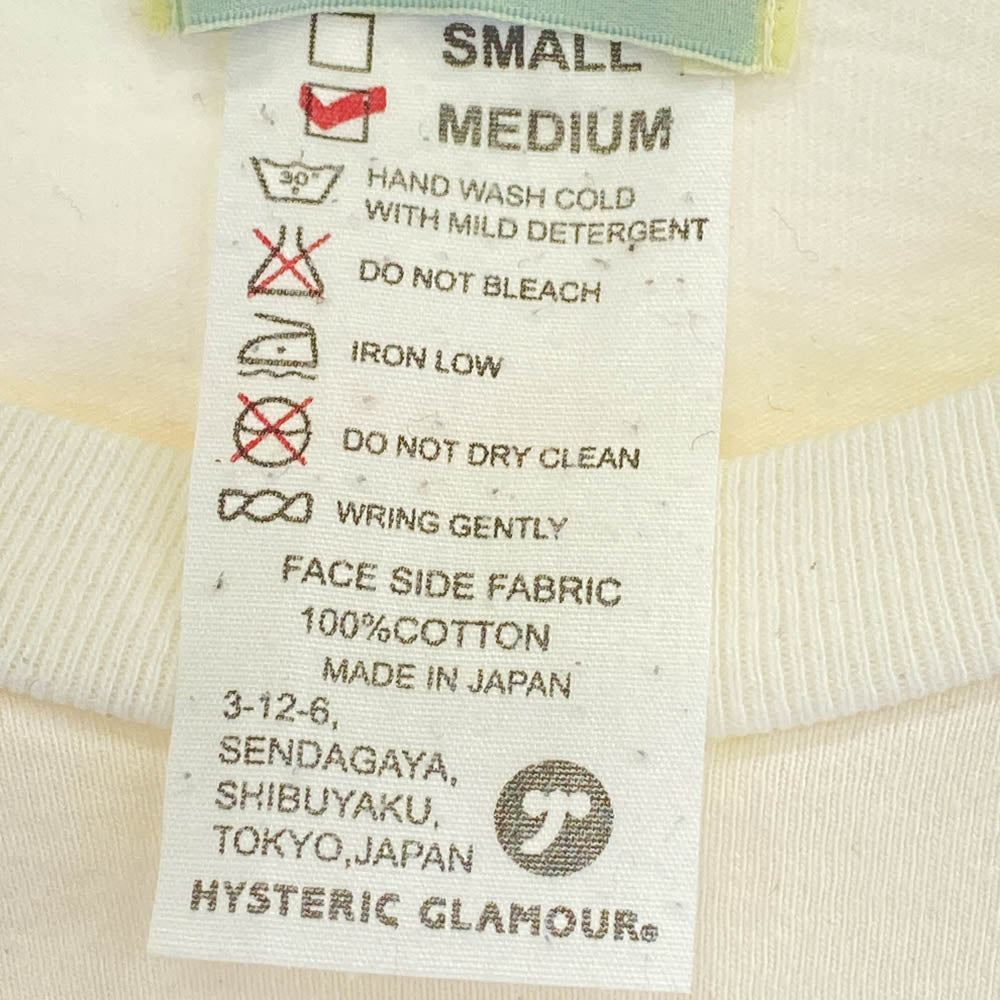 SMALL
MEDIUM
30°
HAND WASH COLD
WITH MILD DETERGENT
DO NOT BLEACH
IRON LOW
DO NOT DRY CLEAN
WRING GENTLY
FACE SIDE FABRIC
100%COTTON
MADE IN JAPAN
3-12-6,
SENDAGAYA,
SHIBUYAKU,
TOKYO,JAPAN
HYSTERIC GLAMOUR®